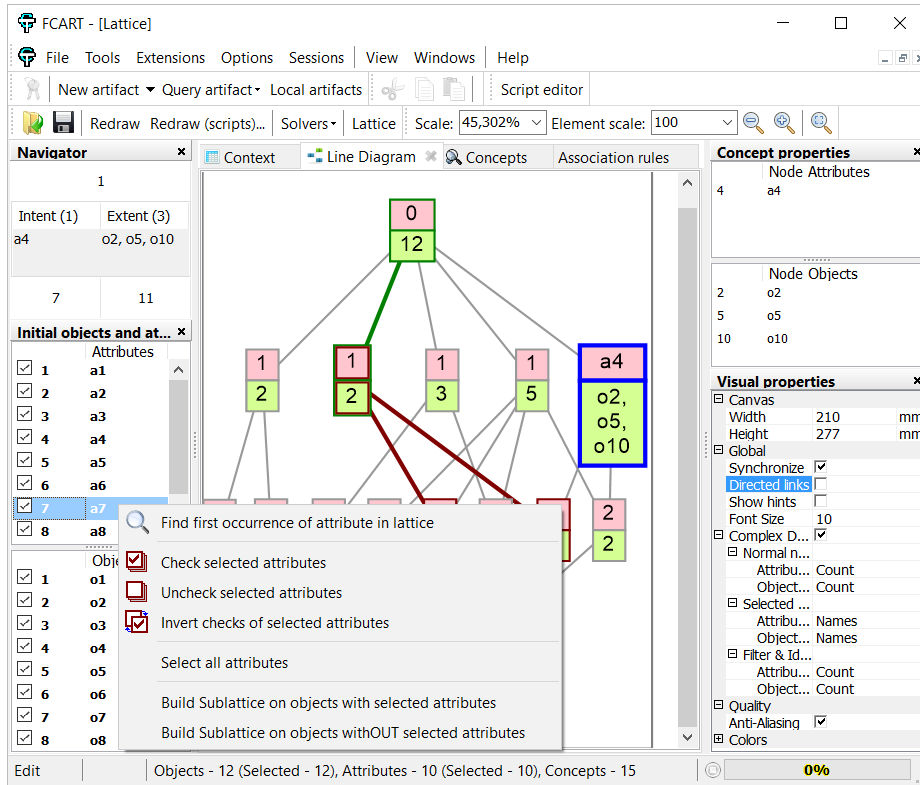 FCART - [Lattice]
File Tools Extensions Options Sessions View Windows Help
New artifact Query artifact Local artifacts Script editor
Redraw Redraw (scripts)... Solvers Lattice Scale: 45,302% Element scale: 100
Navigator
1
Intent (1) Extent (3)
a4 o2, o5, o10
7 11
Initial objects and at...
Attributes
1 a1
2 a2
3 a3
4 a4
5 a5
6 a6
7 a7
8 a8
Obje
1 o1
2 o2
3 o3
4 o4
5 o5
6 o6
7 o7
8 o8
Context Line Diagram Concepts Association rules
0
12
1 1 1 1 a4
2 2 3 5 o2,
o5,
o10
2
2
Find first occurrence of attribute in lattice
Check selected attributes
Uncheck selected attributes
Invert checks of selected attributes
Select all attributes
Build Sublattice on objects with selected attributes
Build Sublattice on objects withOUT selected attributes
Concept properties
Node Attributes
4 a4
Node Objects
2 o2
5 o5
10 o10
Visual properties
Canvas
Width 210 mm
Height 277 mm
Global
Synchronize
Directed links
Show hints
Font Size 10
Complex D...
Normal n...
Attribu... Count
Object... Count
Selected ...
Attribu... Names
Object... Names
Filter & Id...
Attribu... Count
Object... Count
Quality
Anti-Aliasing
Colors
Edit Objects - 12 (Selected - 12), Attributes - 10 (Selected - 10), Concepts - 15 0%